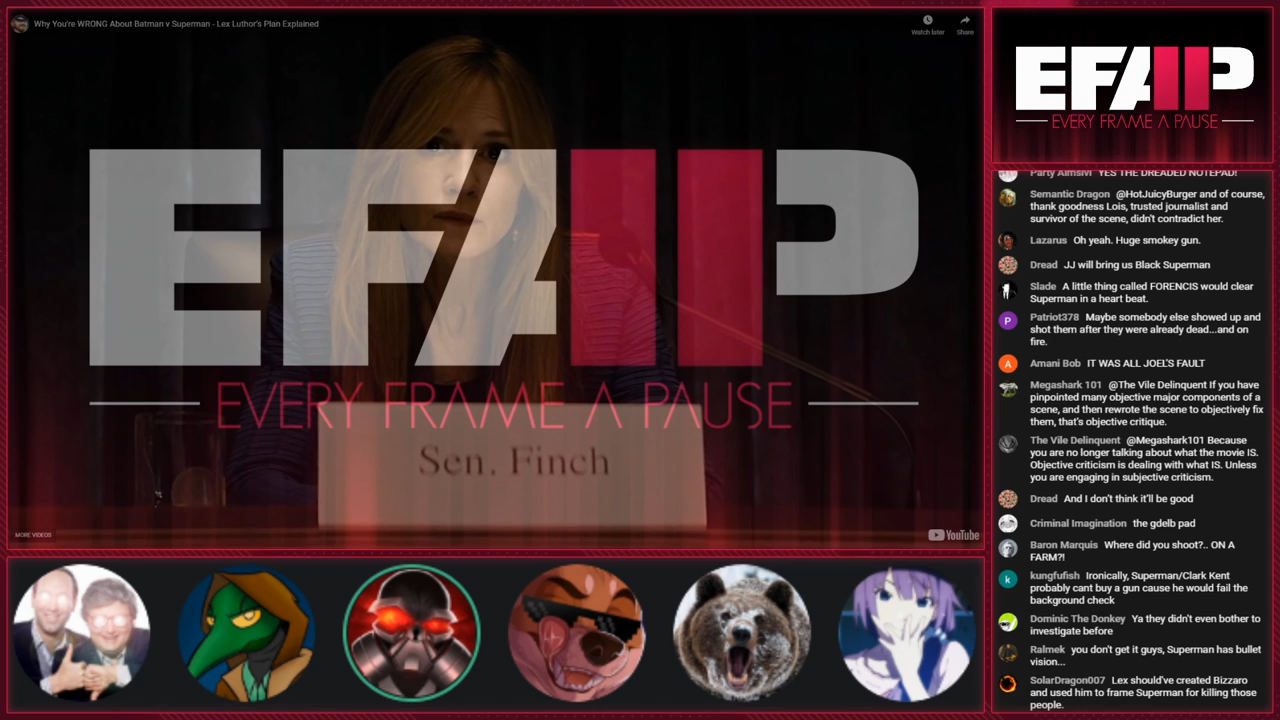 Why You're WRONG About Batman v Superman - Lex Luthor's Plan Explained
Watch later
Share
EFAP
EVERY FRAME A PAUSE
Sen. Finch
MORE VIDEOS
YouTube
EFAP
EVERY FRAME A PAUSE
Party Almsivi YES THE DREADED NOTEPAD!
Semantic Dragon @HotJuicyBurger and of course,
thank goodness Lois, trusted journalist and
survivor of the scene, didn't contradict her.
Lazarus Oh yeah. Huge smokey gun.
Dread JJ will bring us Black Superman
Slade A little thing called FORENCIS would clear
Superman in a heart beat.
P
Patriot378 Maybe somebody else showed up and
shot them after they were already dead...and on
fire.
A
Amani Bob IT WAS ALL JOEL'S FAULT
Megashark 101 @The Vile Delinquent If you have
pinpointed many objective major components of a
scene, and then rewrote the scene to objectively fix
them, that's objective critique.
The Vile Delinquent @Megashark101 Because
you are no longer talking about what the movie IS.
Objective criticism is dealing with what IS. Unless
you are engaging in subjective criticism.
Dread And I don't think it'll be good
Criminal Imagination the gdelb pad
Baron Marquis Where did you shoot?.. ON A
FARM?!
k
kungfufish Ironically, Superman/Clark Kent
probably cant buy a gun cause he would fail the
background check
Dominic The Donkey Ya they didn't even bother to
investigate before
Ralmek you don't get it guys, Superman has bullet
vision...
SolarDragon007 Lex should've created Bizzaro
and used him to frame Superman for killing those
people.